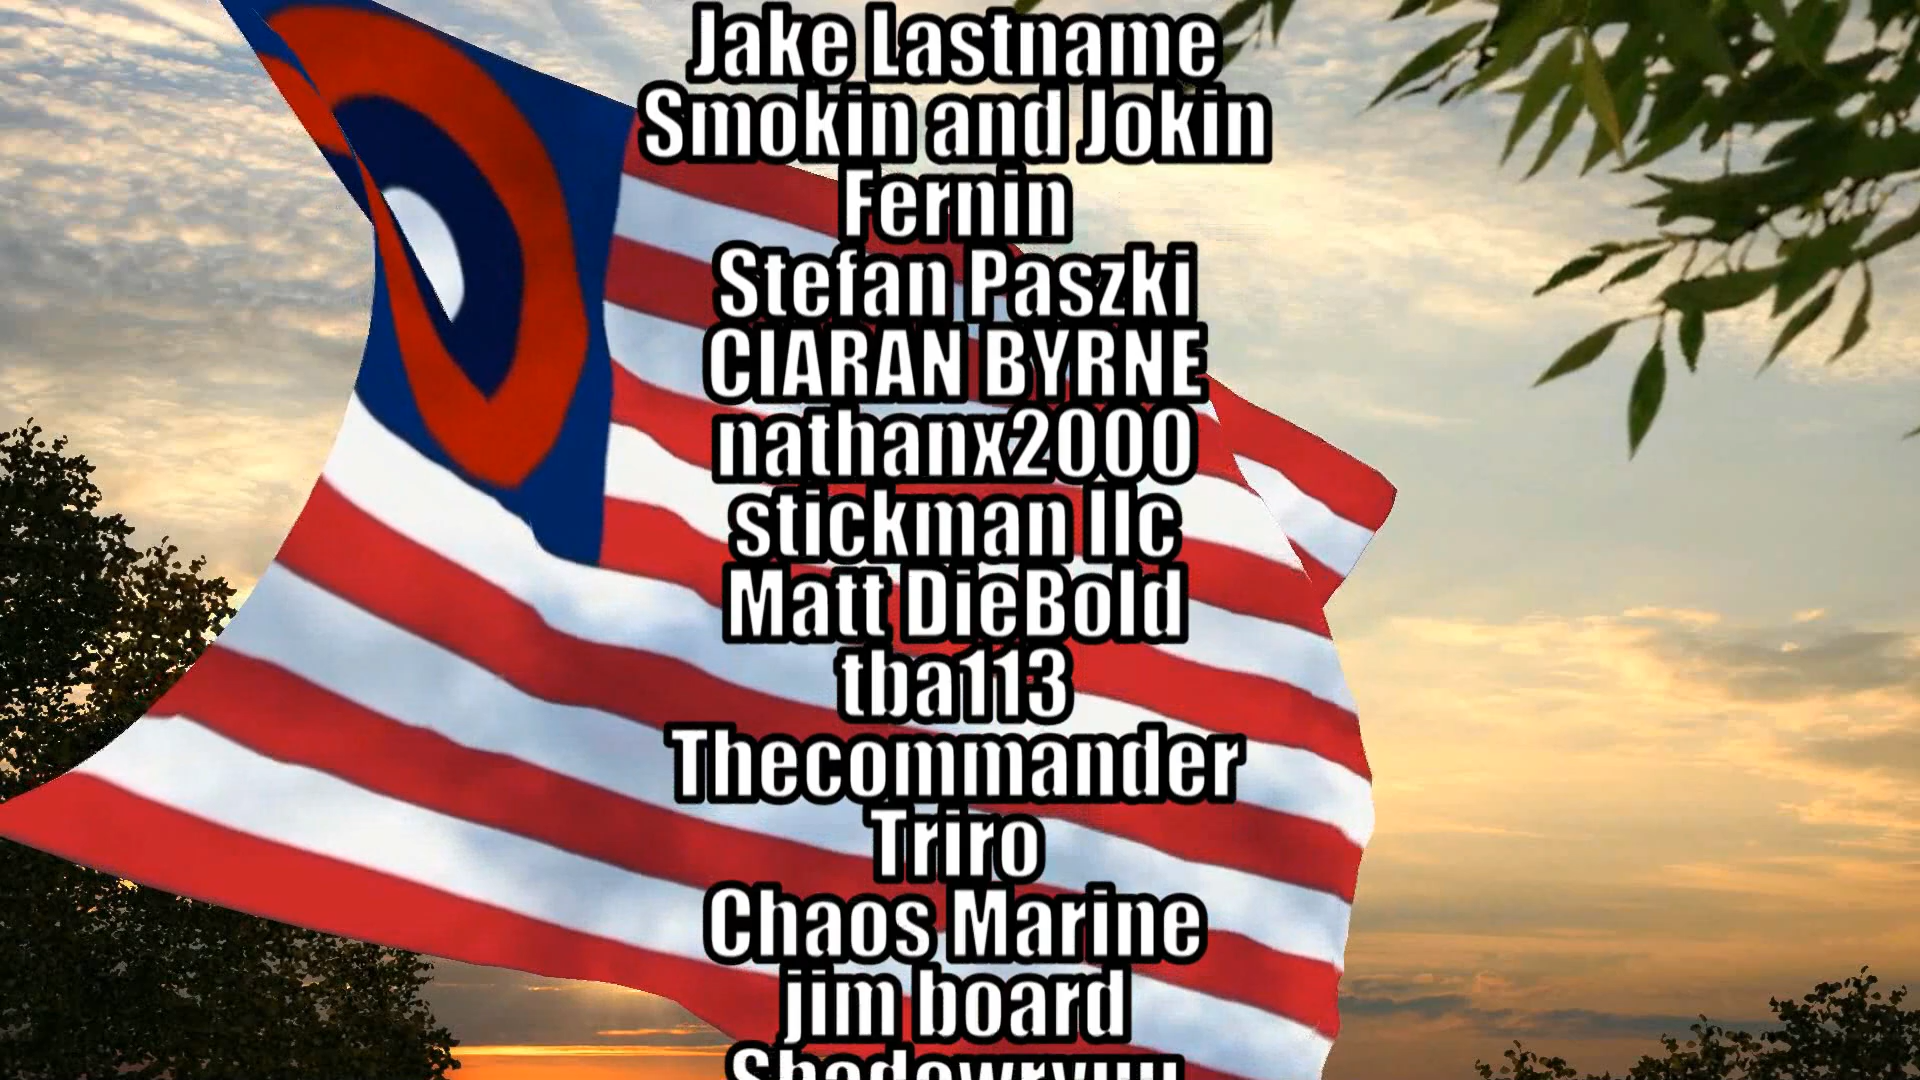 Jake Lastname
Smokin and Jokin
Fernin
Stefan Paszki
CIARAN BYRNE
nathanx2000
stickman llc
Matt DieBold
tba113
Thecommander
Triro
Chaos Marine
jim board